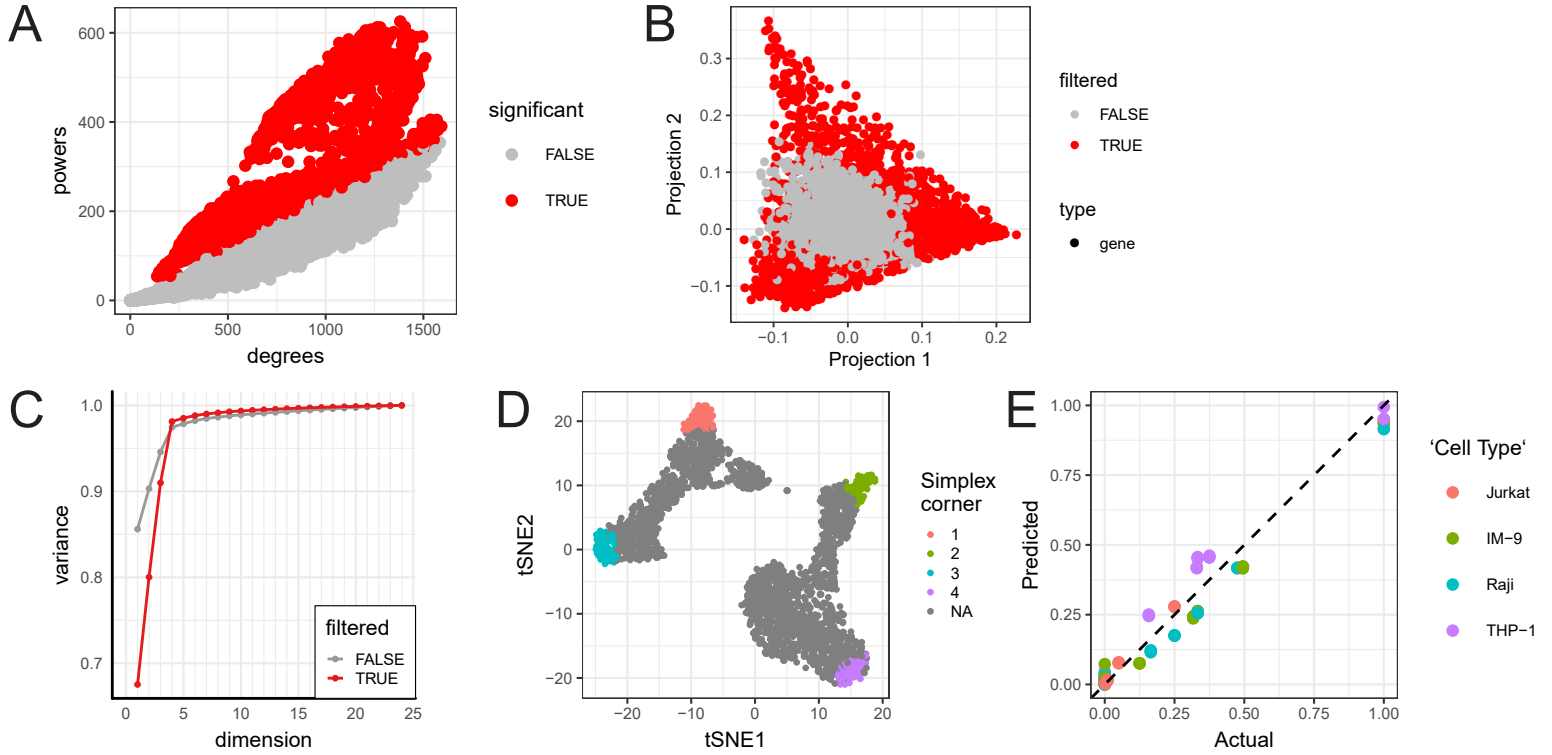 A
600
400
200
0
powers
0
500
1000
1500
degrees
significant
FALSE
TRUE
B
0.3
0.2
0.1
0.0
−0.1
Projection 2
−0.1
0.0
0.1
0.2
Projection 1
filtered
FALSE
TRUE
type
gene
C
1.0
0.9
0.8
0.7
variance
0
5
10
15
20
25
dimension
filtered
FALSE
TRUE
D
20
10
0
−10
−20
tSNE2
−20
−10
0
10
20
tSNE1
Simplex
corner
1
2
3
4
NA
E
1.00
0.75
0.50
0.25
0.00
Predicted
0.00
0.25
0.50
0.75
1.00
Actual
‘Cell Type‘
Jurkat
IM−9
Raji
THP−1